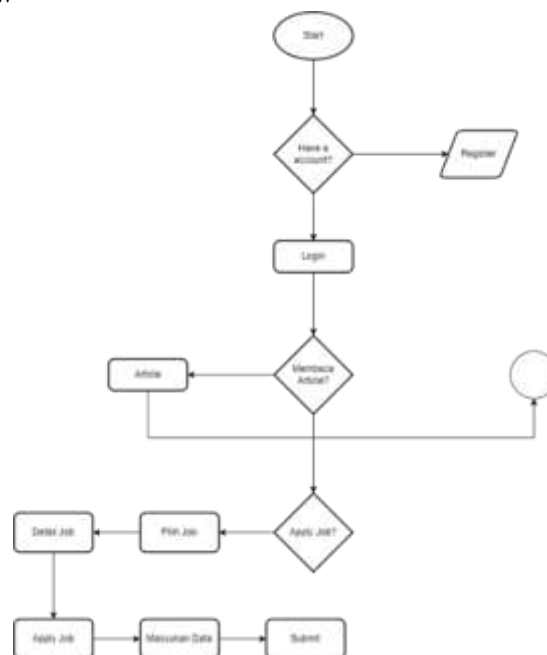 Start
Have a
account?
Register
Login
Membaca
Article?
Article
Apply Job?
Pilih Job
Detail Job
Apply Job
Masukan Data
Submit